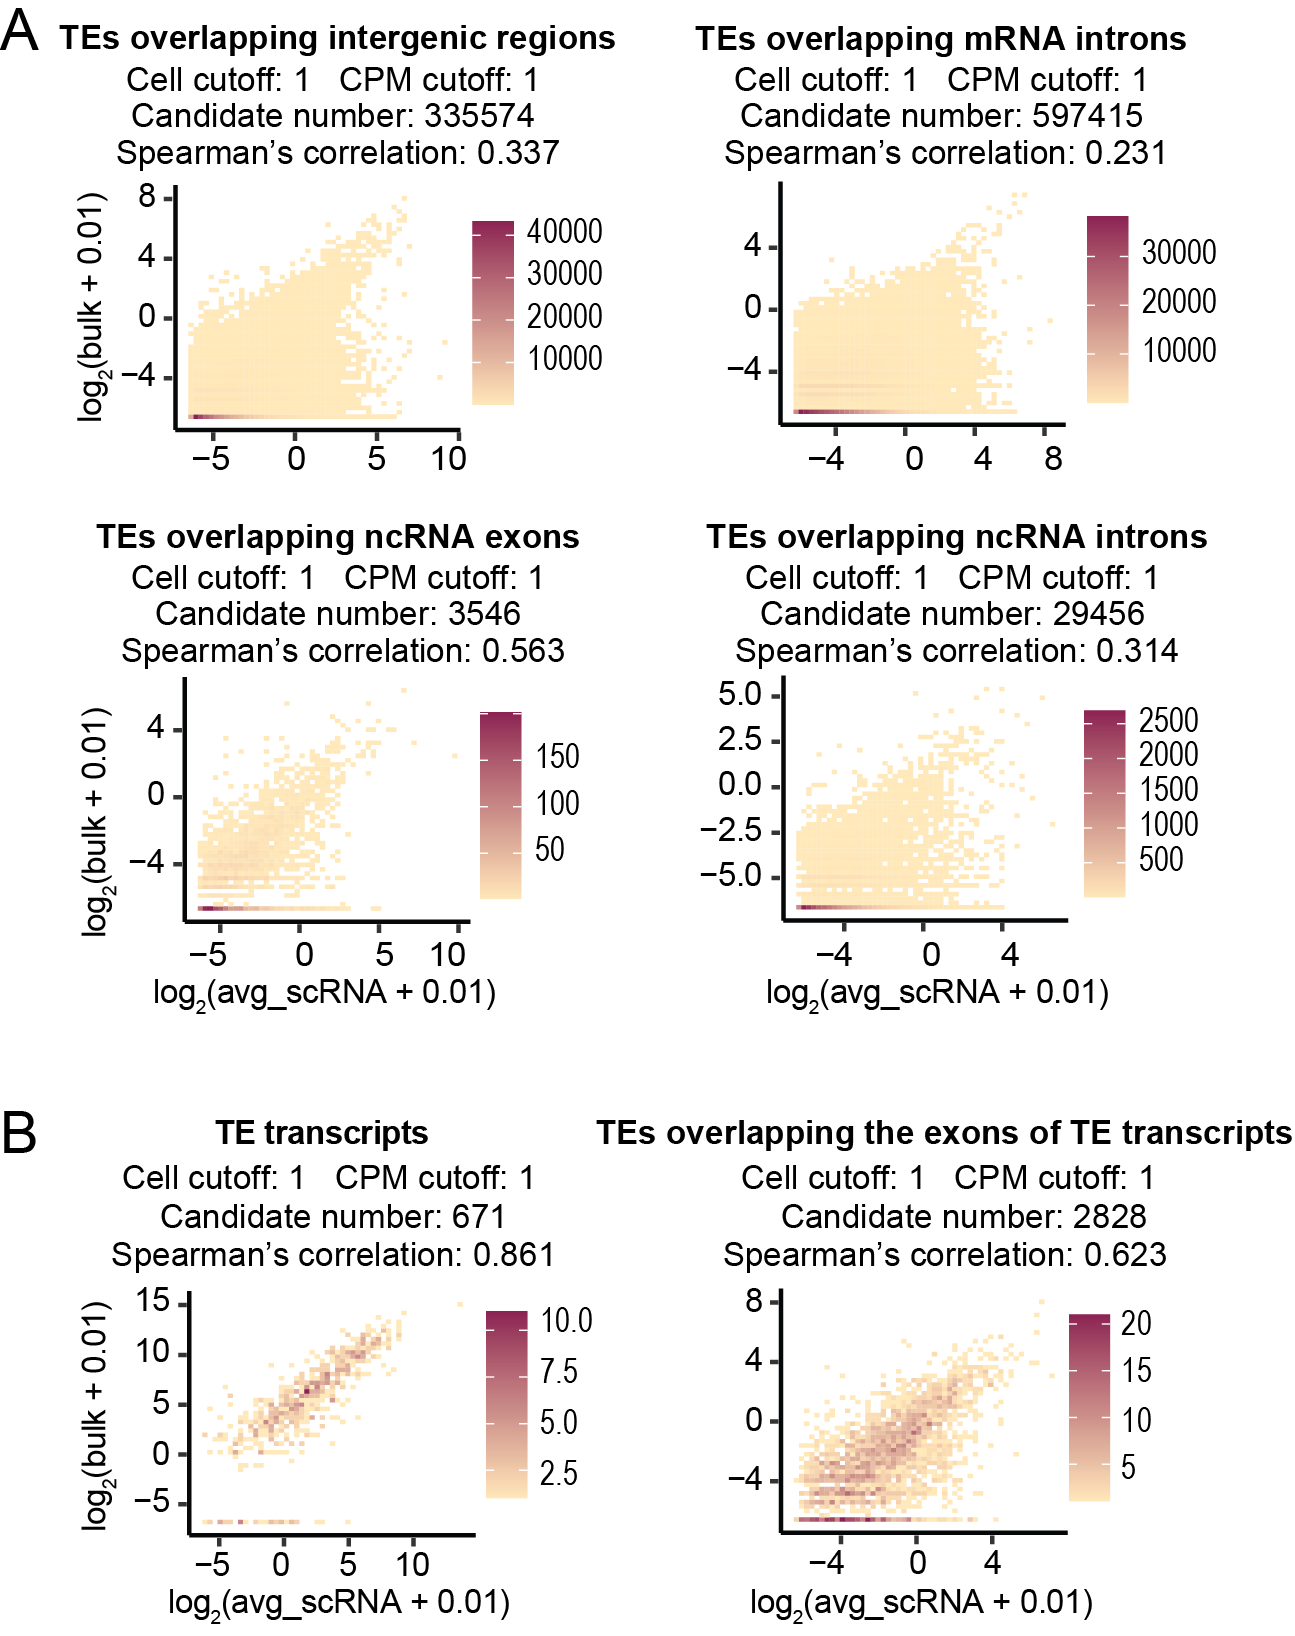 A
TEs overlapping intergenic regions
Cell cutoff: 1 CPM cutoff: 1
Candidate number: 335574
Spearman's correlation: 0.337
log2(bulk + 0.01)
8
4
0
−4
−5 0 5 10
40000
30000
20000
10000
TEs overlapping mRNA introns
Cell cutoff: 1 CPM cutoff: 1
Candidate number: 597415
Spearman's correlation: 0.231
4
0
−4
−4 0 4 8
30000
20000
10000
TEs overlapping ncRNA exons
Cell cutoff: 1 CPM cutoff: 1
Candidate number: 3546
Spearman's correlation: 0.563
log2(bulk + 0.01)
4
0
−4
−5 0 5 10
log2(avg_scRNA + 0.01)
150
100
50
TEs overlapping ncRNA introns
Cell cutoff: 1 CPM cutoff: 1
Candidate number: 29456
Spearman's correlation: 0.314
5.0
2.5
0.0
−2.5
−5.0
−4 0 4
log2(avg_scRNA + 0.01)
2500
2000
1500
1000
500
B
TE transcripts
Cell cutoff: 1 CPM cutoff: 1
Candidate number: 671
Spearman's correlation: 0.861
log2(bulk + 0.01)
15
10
5
0
−5
−5 0 5 10
log2(avg_scRNA + 0.01)
10.0
7.5
5.0
2.5
TEs overlapping the exons of TE transcripts
Cell cutoff: 1 CPM cutoff: 1
Candidate number: 2828
Spearman's correlation: 0.623
8
4
0
−4
−4 0 4
log2(avg_scRNA + 0.01)
20
15
10
5